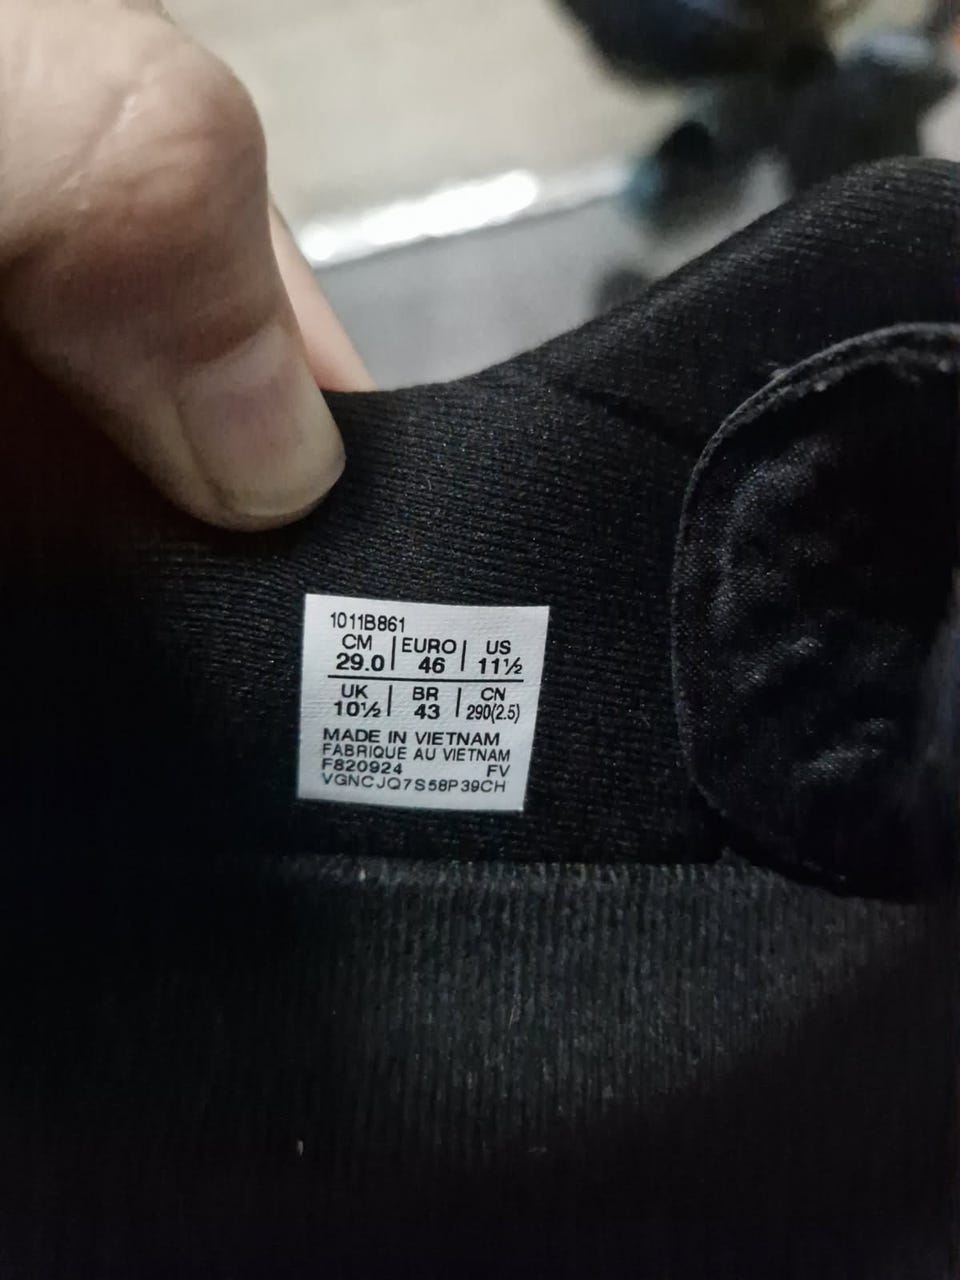 1011B861
CM | EURO | US
29.0 | 46 | 11½
UK | BR | CN
10½ | 43 | 290(2.5)
MADE IN VIETNAM
FABRIQUE AU VIETNAM
F820924 FV
VGNCJQ7S58P39CH